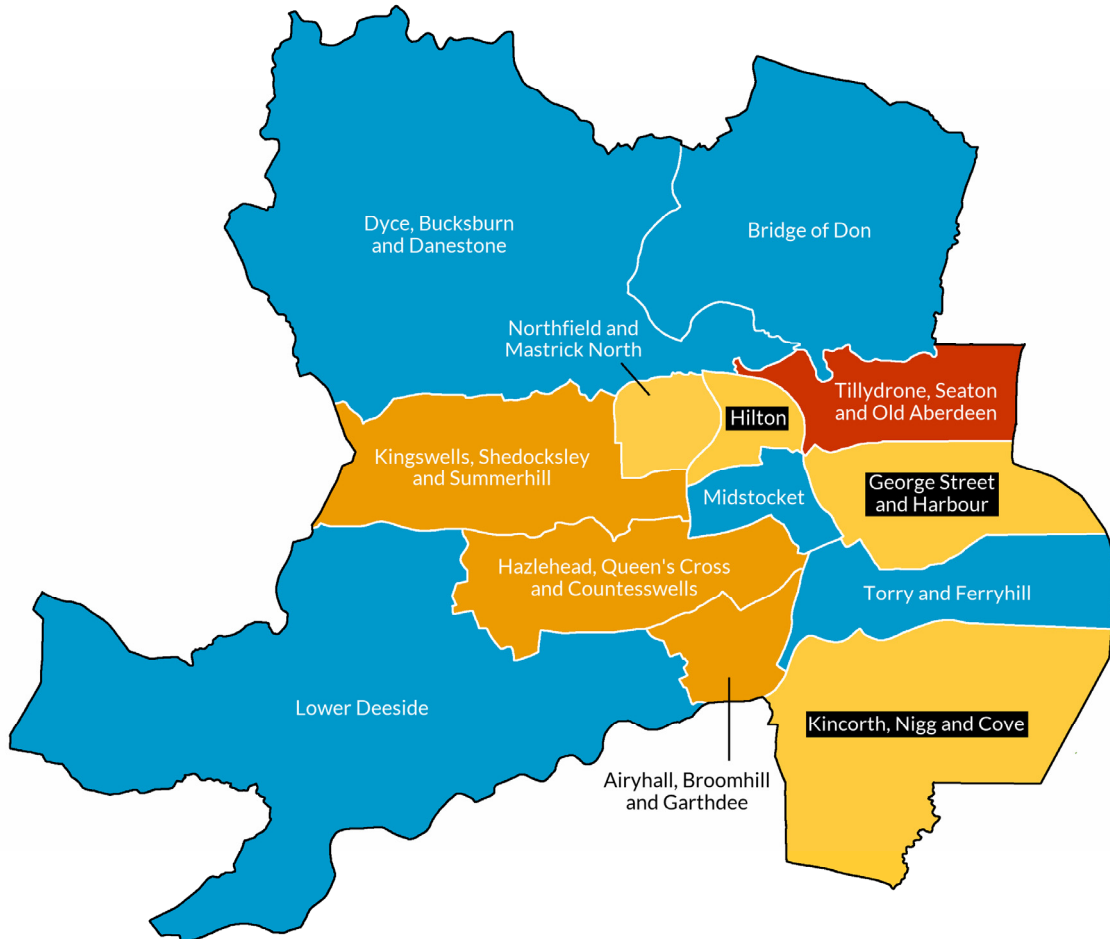 Dyce, Bucksburn
and Danestone
Bridge of Don
Northfield and
Mastrick North
Hilton
Tillydrone, Seaton
and Old Aberdeen
Kingswells, Shedocksley
and Summerhill
Midstocket
George Street
and Harbour
Hazlehead, Queen's Cross
and Countesswells
Torry and Ferryhill
Lower Deeside
Kincorth, Nigg and Cove
Airyhall, Broomhill
and Garthdee